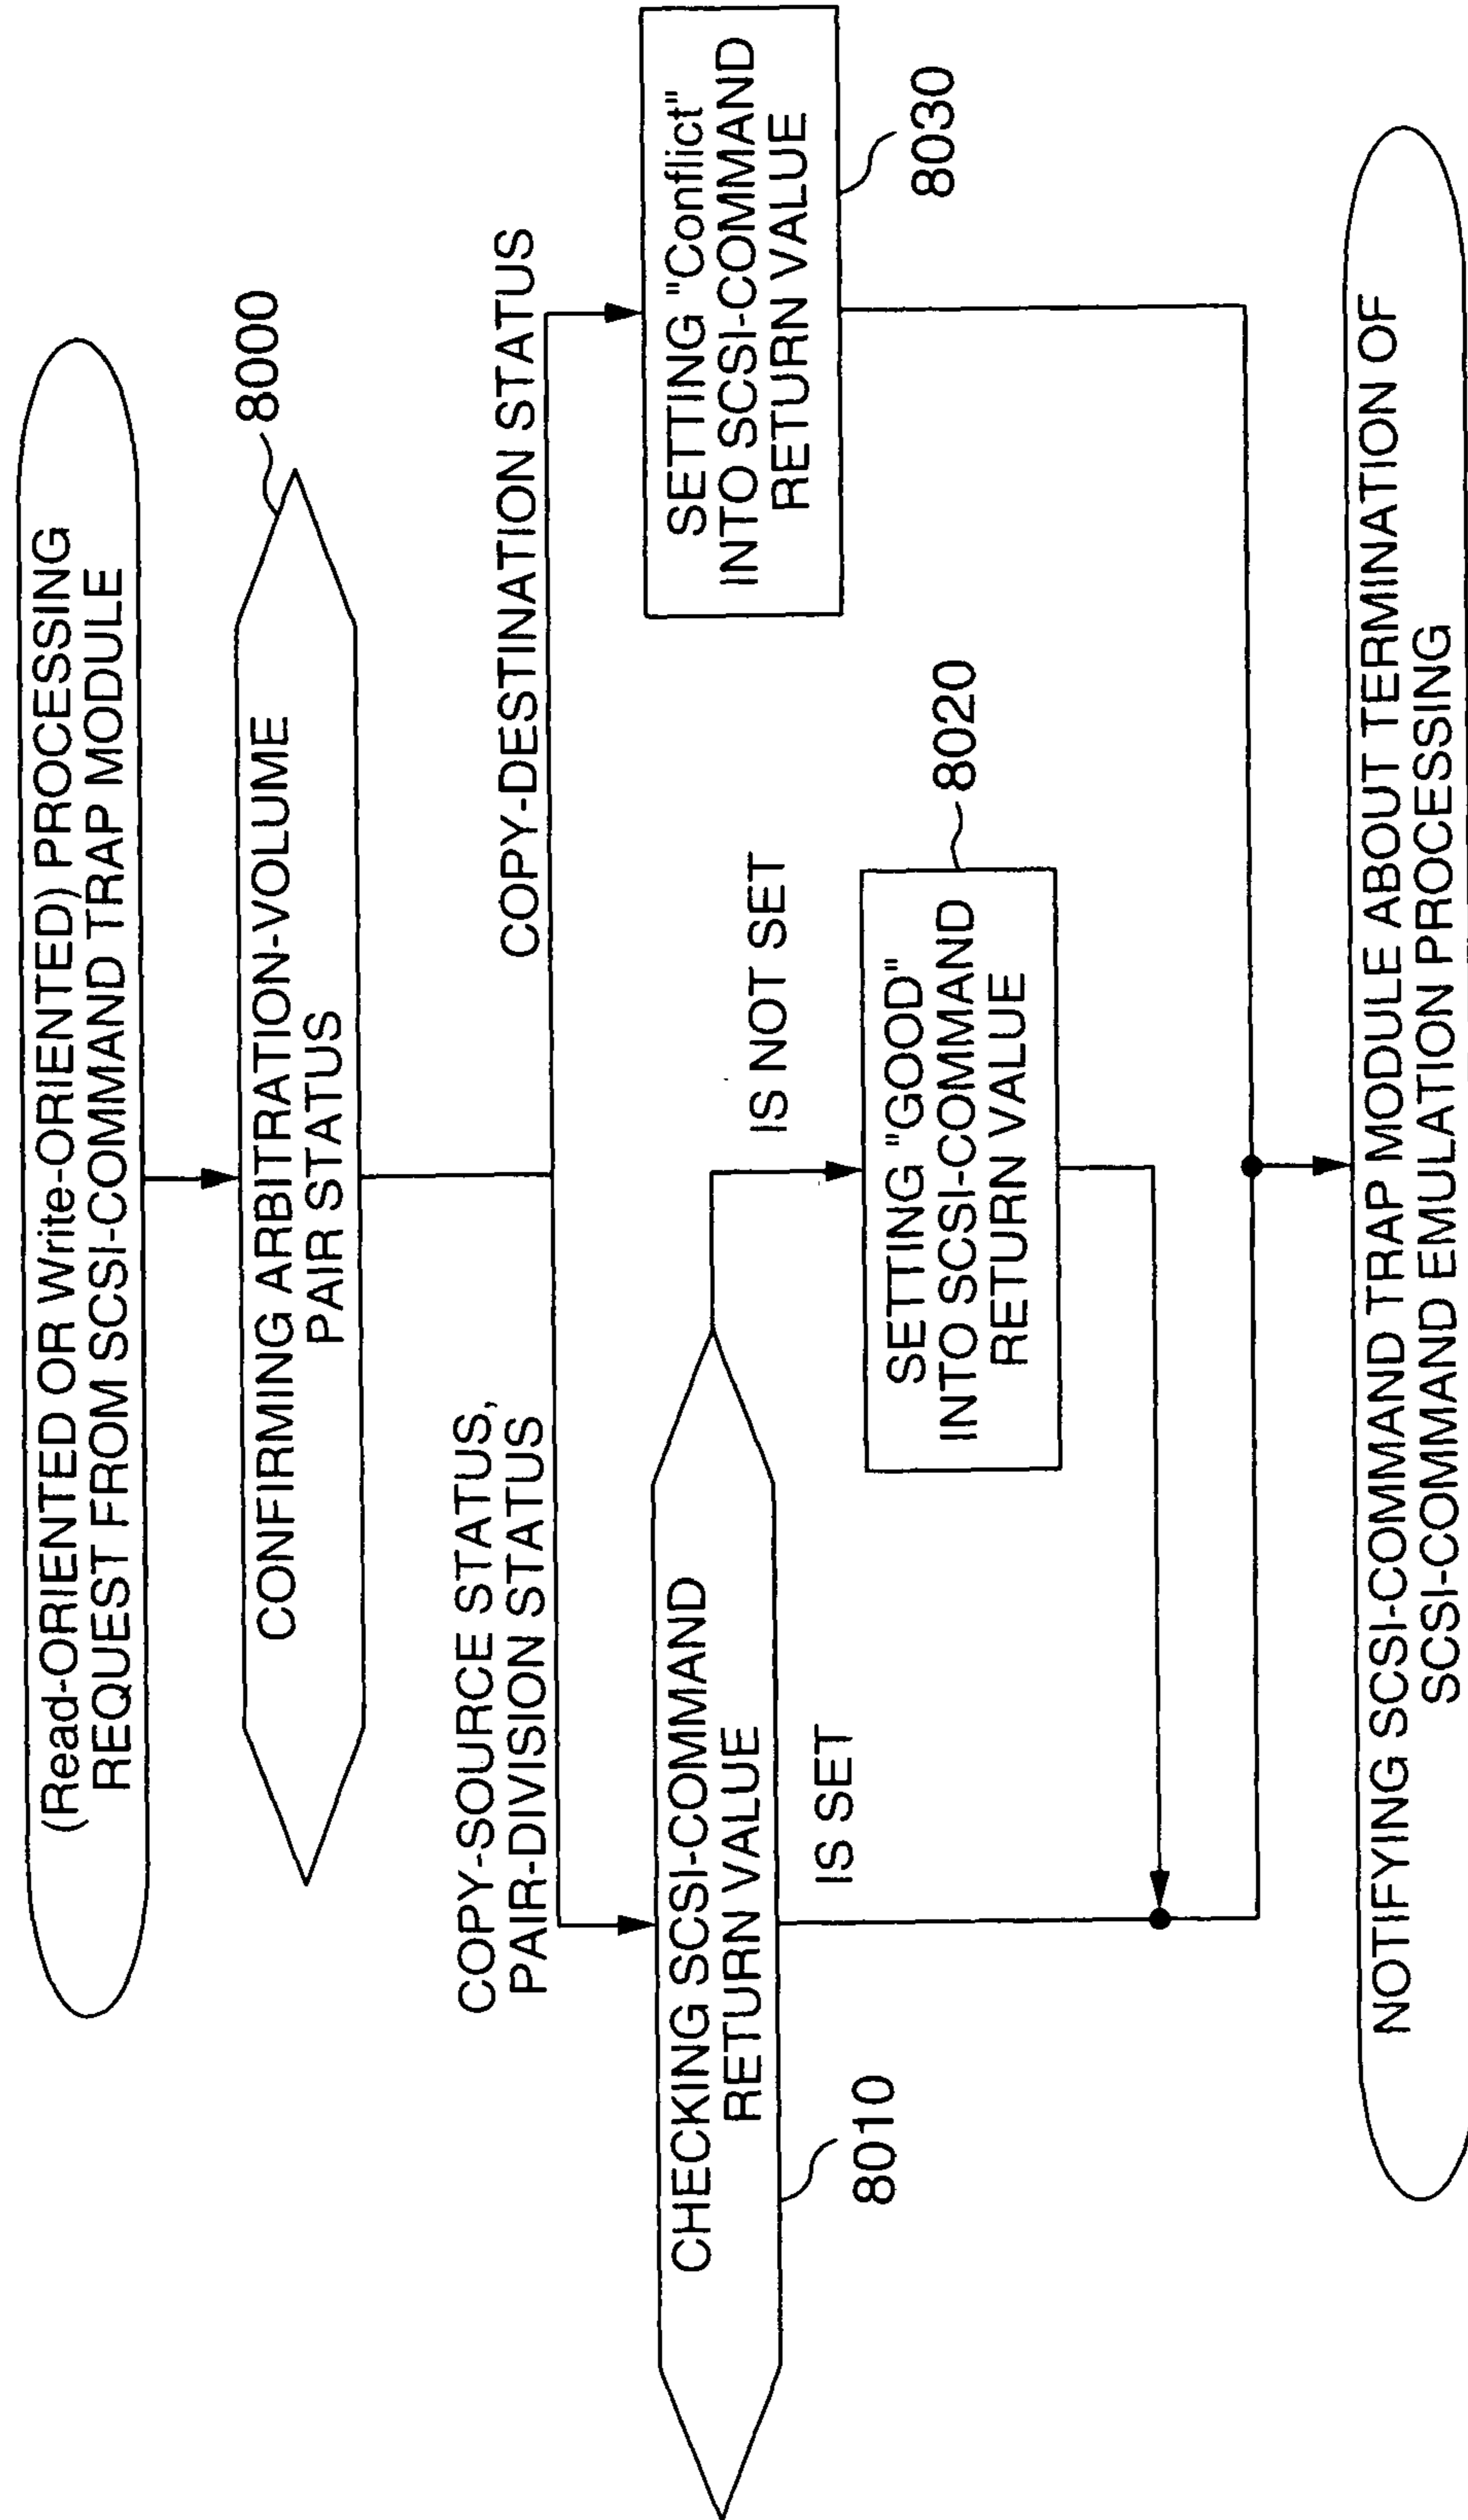 (Read-ORIENTED OR Write-ORIENTED) PROCESSING
REQUEST FROM SCSI-COMMAND TRAP MODULE
8000
CONFIRMING ARBITRATION-VOLUME
PAIR STATUS
COPY-SOURCE STATUS,
PAIR-DIVISION STATUS
COPY-DESTINATION STATUS
CHECKING SCSI-COMMAND
RETURN VALUE
8010
IS SET
IS NOT SET
SETTING "GOOD"
INTO SCSI-COMMAND
RETURN VALUE
8020
SETTING "Conflict"
INTO SCSI-COMMAND
RETURN VALUE
8030
NOTIFYING SCSI-COMMAND TRAP MODULE ABOUT TERMINATION OF
SCSI-COMMAND EMULATION PROCESSING